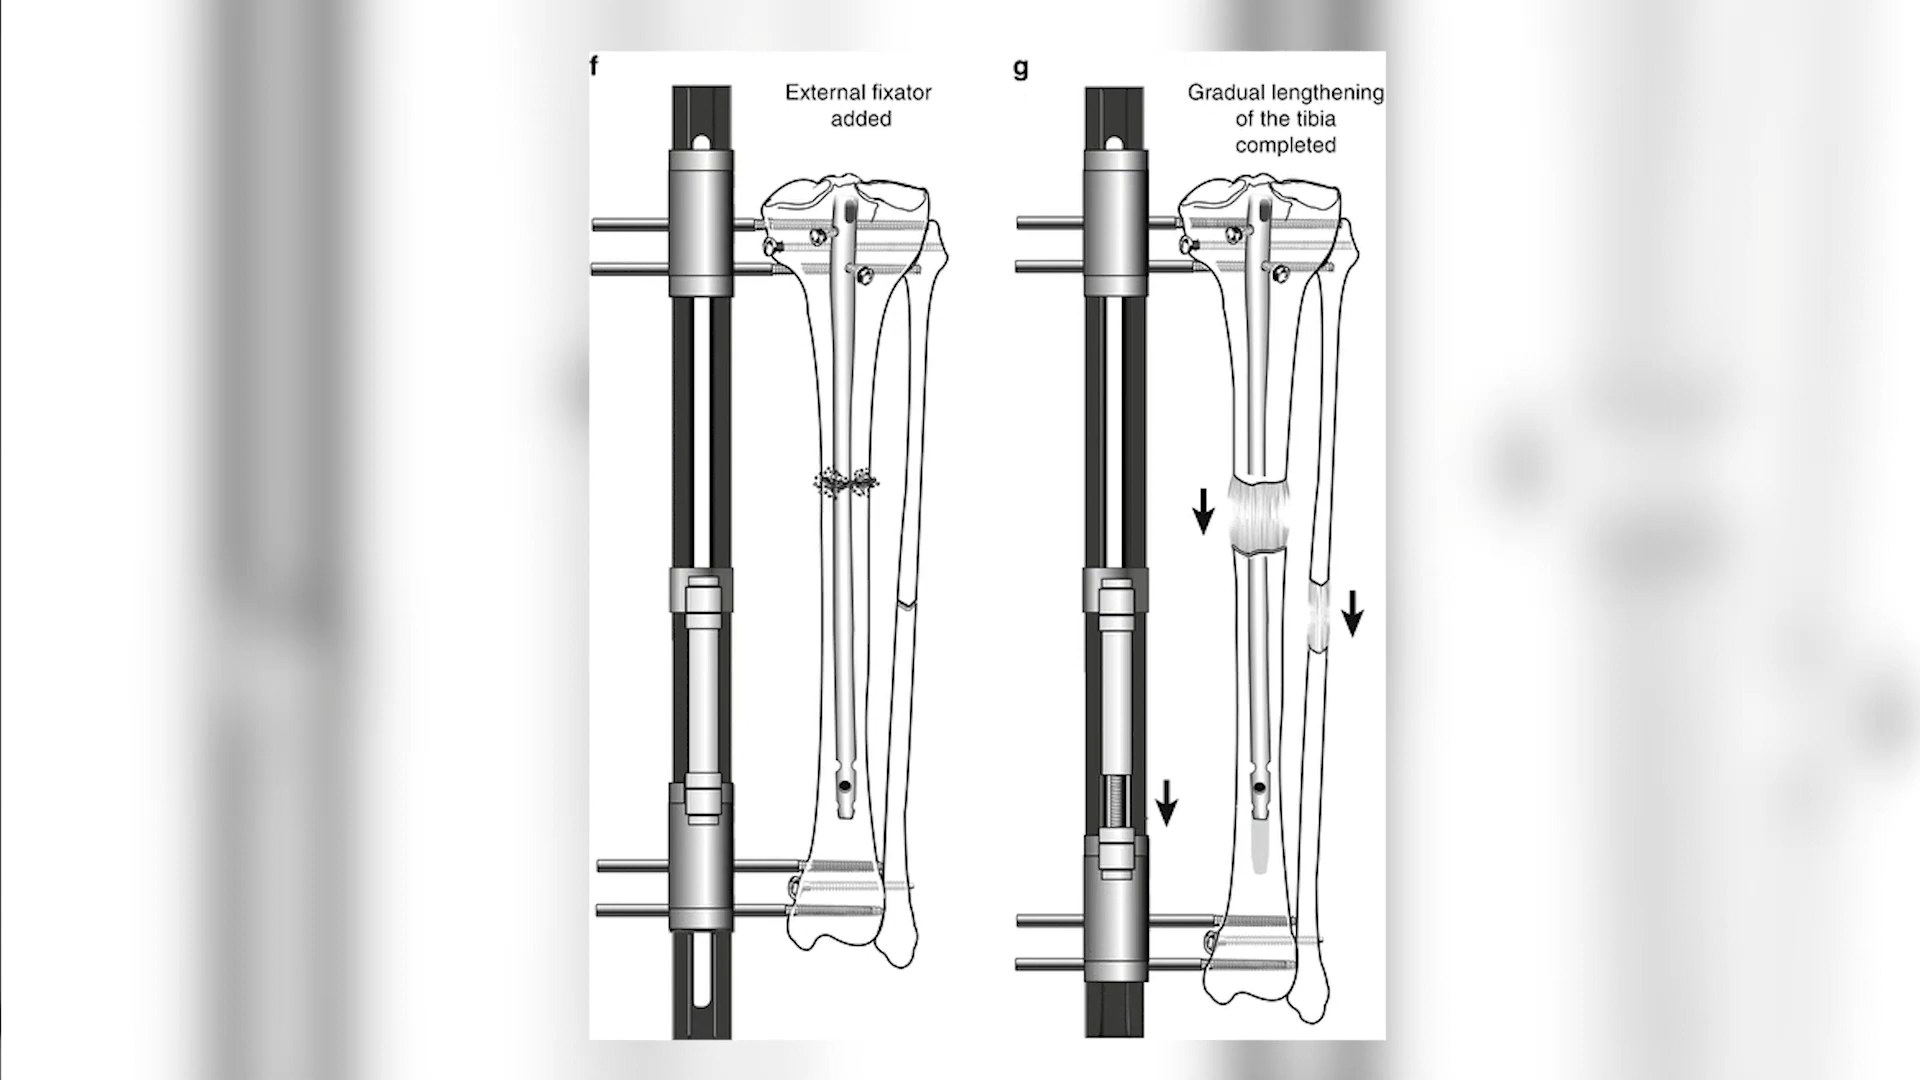 f
External fixator
added
g
Gradual lengthening
of the tibia
completed